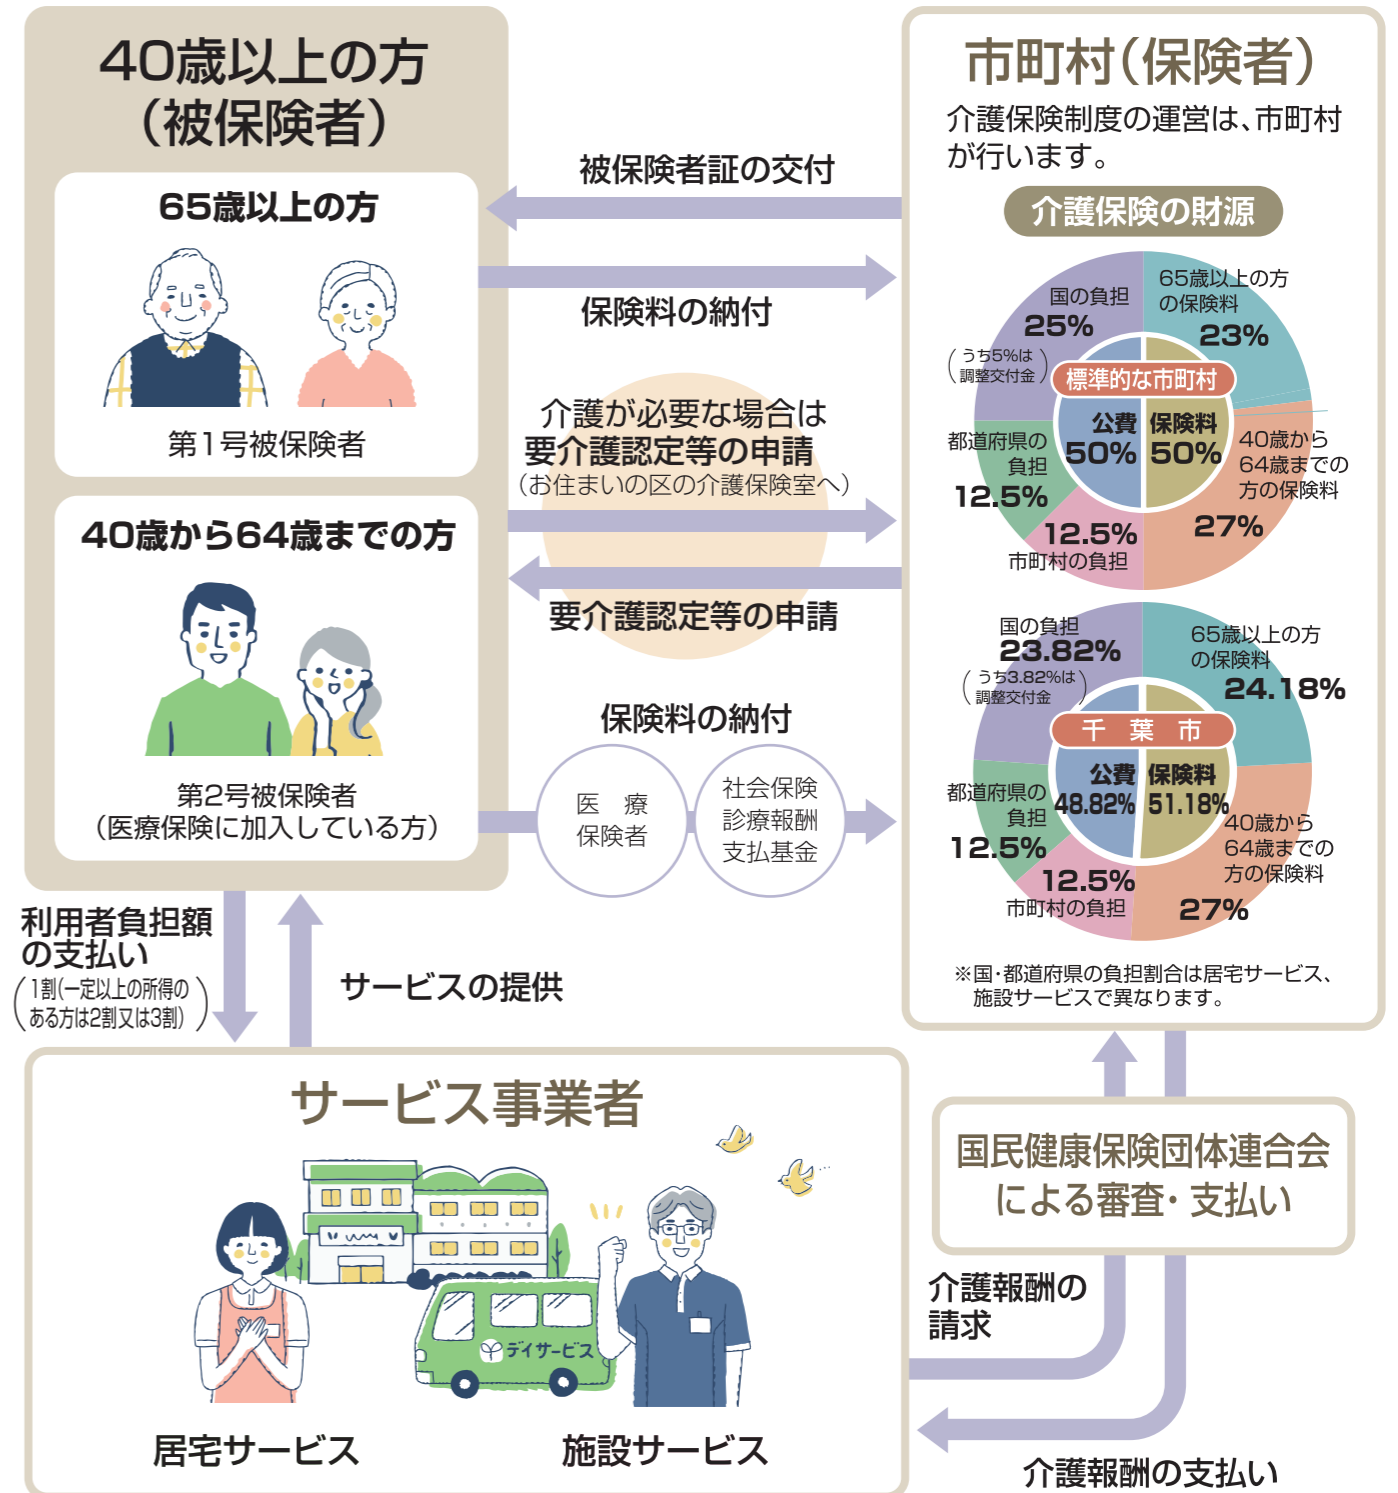 40歳以上の方
（被保険者）
65歳以上の方
第1号被保険者
40歳から64歳までの方
第2号被保険者
（医療保険に加入している方）
被保険者証の交付
保険料の納付
介護が必要な場合は
要介護認定等の申請
（お住まいの区の介護保険室へ）
要介護認定等の申請
保険料の納付
医　療
保険者
社会保険
診療報酬
支払基金
市町村（保険者）
介護保険制度の運営は、市町村
が行います。
介護保険の財源
国の負担
25%
（うち5%は
調整交付金）
65歳以上の方
の保険料
23%
標準的な市町村
公費
50%
保険料
50%
都道府県の
負担
12.5%
12.5%
市町村の負担
40歳から
64歳までの
方の保険料
27%
国の負担
23.82%
（うち3.82%は
調整交付金）
65歳以上の方
の保険料
24.18%
千　葉　市
公費
48.82%
保険料
51.18%
都道府県の
負担
12.5%
12.5%
市町村の負担
40歳から
64歳までの
方の保険料
27%
※国・都道府県の負担割合は居宅サービス、
施設サービスで異なります。
利用者負担額
の支払い
（1割（一定以上の所得の
ある方は2割又は3割））
サービスの提供
サービス事業者
デイサービス
居宅サービス
施設サービス
国民健康保険団体連合会
による審査・支払い
介護報酬の
請求
介護報酬の支払い